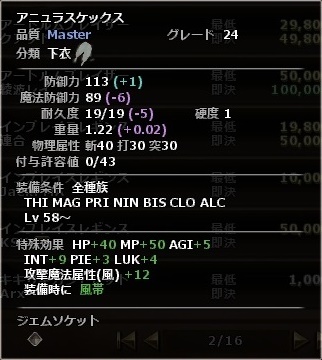 アニュラスケックス
品質 Master グレード 24
分類 下衣
防御力 113 (+1)
魔法防御力 89 (-6)
耐久度 19/19 (-5) 硬度 1
重量 1.22 (+0.02)
物理属性 斬40 打30 突30
付与許容値 0/43
装備条件 全種族
THI MAG PRI NIN BIS CLO ALC
Lv 58～
特殊効果 HP+40 MP+50 AGI+5
INT+9 PIE+3 LUK+4
攻撃魔法属性(風) +12
装備時に 風帯
ジェムソケット
2/16